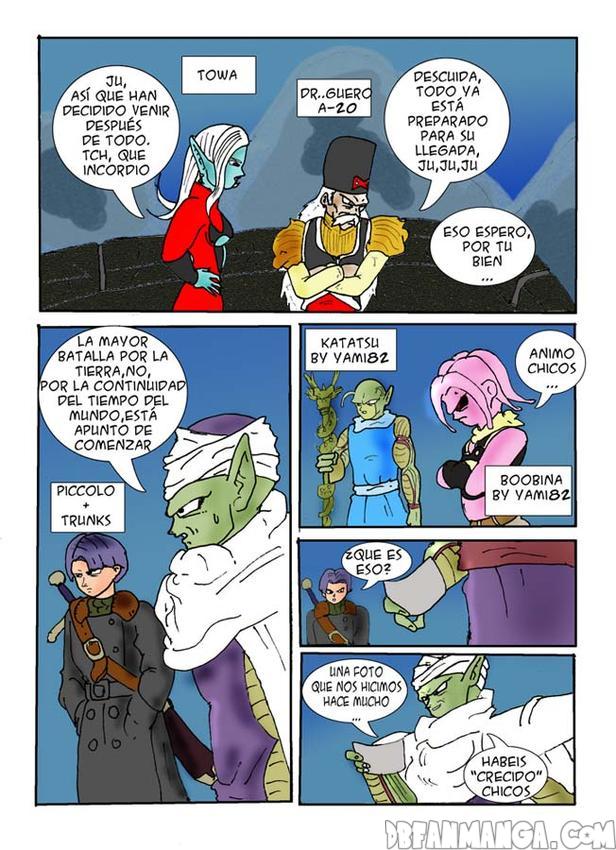 JU,
ASÍ QUE HAN
DECIDIDO VENIR
DESPUÉS
DE TODO.
TCH, QUE
INCORDIO
TOWA
DR..GUERO
A-20
DESCUIDA,
TODO YA
ESTÁ
PREPARADO
PARA SU
LLEGADA,
JU,JU,JU
ESO ESPERO,
POR TU
BIEN
...
LA MAYOR
BATALLA POR LA
TIERRA,NO,
POR LA CONTINUIDAD
DEL TIEMPO DEL
MUNDO,ESTÁ
APUNTO DE
COMENZAR
PICCOLO
+
TRUNKS
KATATSU
BY YAMI82
ANIMO
CHICOS
...
BOOBINA
BY YAMI82
¿QUE ES
ESO?
UNA FOTO
QUE NOS HICIMOS
HACE MUCHO
...
HABEIS
"CRECIDO"
CHICOS
DBFANMANGA.COM